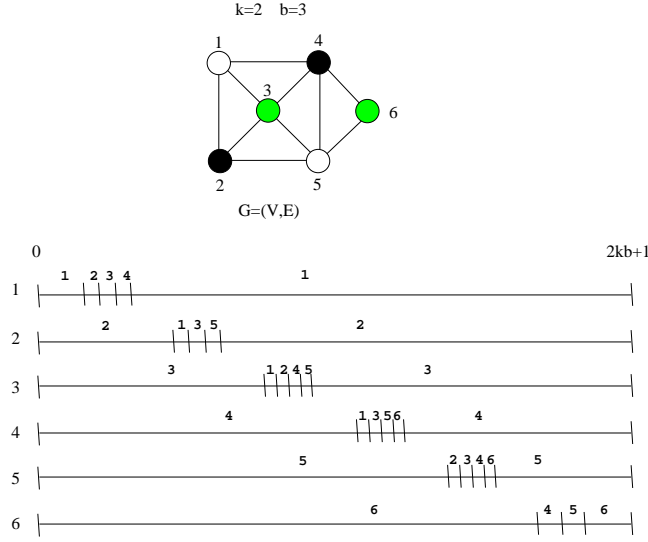 k=2 b=3
1 4
3
6
2 5
G=(V,E)
0 2kb+1
1 1 2 3 4 1
2 2 1 3 5 2
3 3 1 2 4 5 3
4 4 1 3 5 6 4
5 5 2 3 4 6 5
6 6 4 5 6